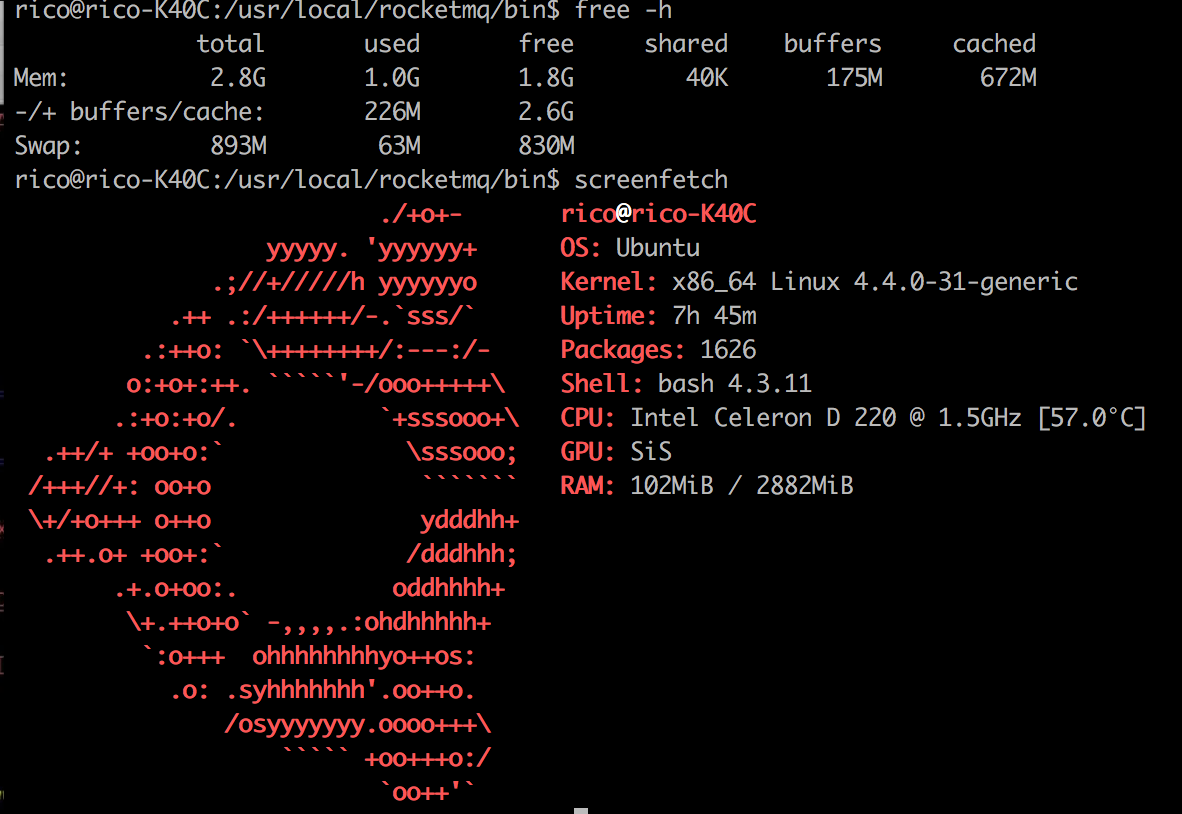 rico@rico-K40C:/usr/local/rocketmq/bin$ free -h
             total       used       free     shared    buffers     cached
Mem:          2.8G       1.0G       1.8G        40K       175M       672M
-/+ buffers/cache:       226M       2.6G
Swap:         893M        63M       830M
rico@rico-K40C:/usr/local/rocketmq/bin$ screenfetch
                          ./+o+-       rico@rico-K40C
                  yyyyy. 'yyyyyy+      OS: Ubuntu
              .;//+/////h yyyyyyo      Kernel: x86_64 Linux 4.4.0-31-generic
           .++ .:/++++++/-.`sss/`      Uptime: 7h 45m
         .:++o: `\++++++++/:---:/-     Packages: 1626
        o:+o+:++. `````'-/ooo+++++\    Shell: bash 4.3.11
       .:+o:+o/.          `+sssooo+\   CPU: Intel Celeron D 220 @ 1.5GHz [57.0°C]
  .++/+ +oo+o:`             \sssooo;   GPU: SiS
 /+++//+: oo+o               ```````   RAM: 102MiB / 2882MiB
 \+/+o+++ o++o               ydddhh+
  .++.o+ +oo+:`             /dddhhh;
       .+.o+oo:.           oddhhhh+
        \+.++o+o` -,,,,.:ohdhhhhh+
         `:o+++  ohhhhhhhhyo++os:
           .o: .syhhhhhhh'.oo++o.
               /osyyyyyyy.oooo+++\
                   ````` +oo+++o:/
                          `oo++'`